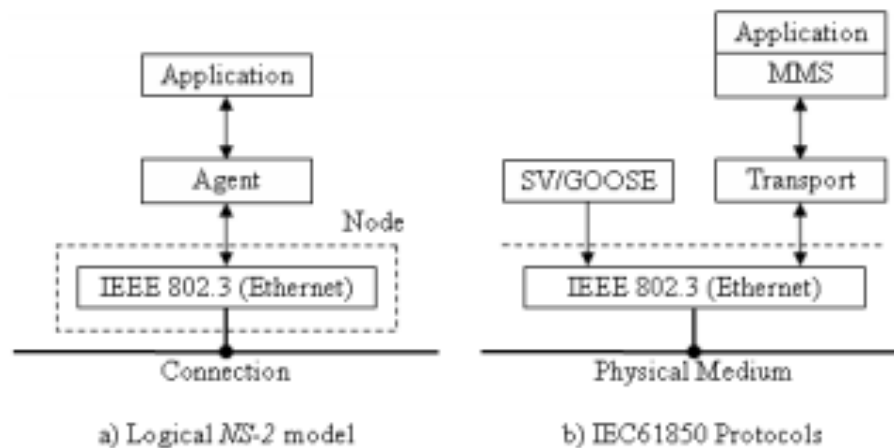 Application
Agent
Node
IEEE 802.3 (Ethernet)
Connection
a) Logical NS-2 model
Application
MMS
SV/GOOSE
Transport
IEEE 802.3 (Ethernet)
Physical Medium
b) IEC61850 Protocols